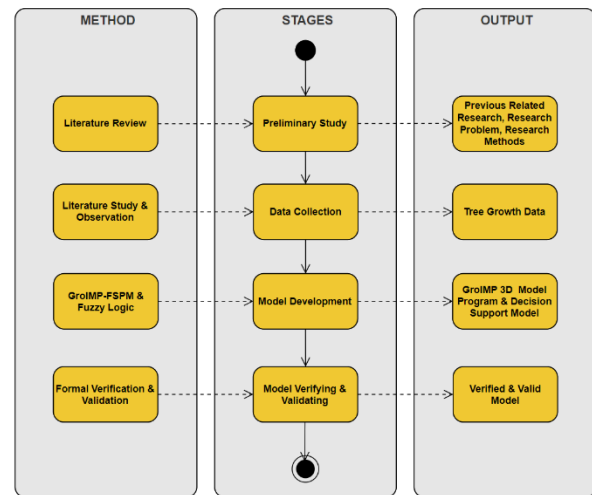 METHOD
STAGES
OUTPUT
Literature Review
Preliminary Study
Previous Related
Research, Research
Problem, Research
Methods
Literature Study &
Observation
Data Collection
Tree Growth Data
GroIMP-FSPM &
Fuzzy Logic
Model Development
GroIMP 3D Model
Program & Decision
Support Model
Formal Verification &
Validation
Model Verifying &
Validating
Verified & Valid
Model